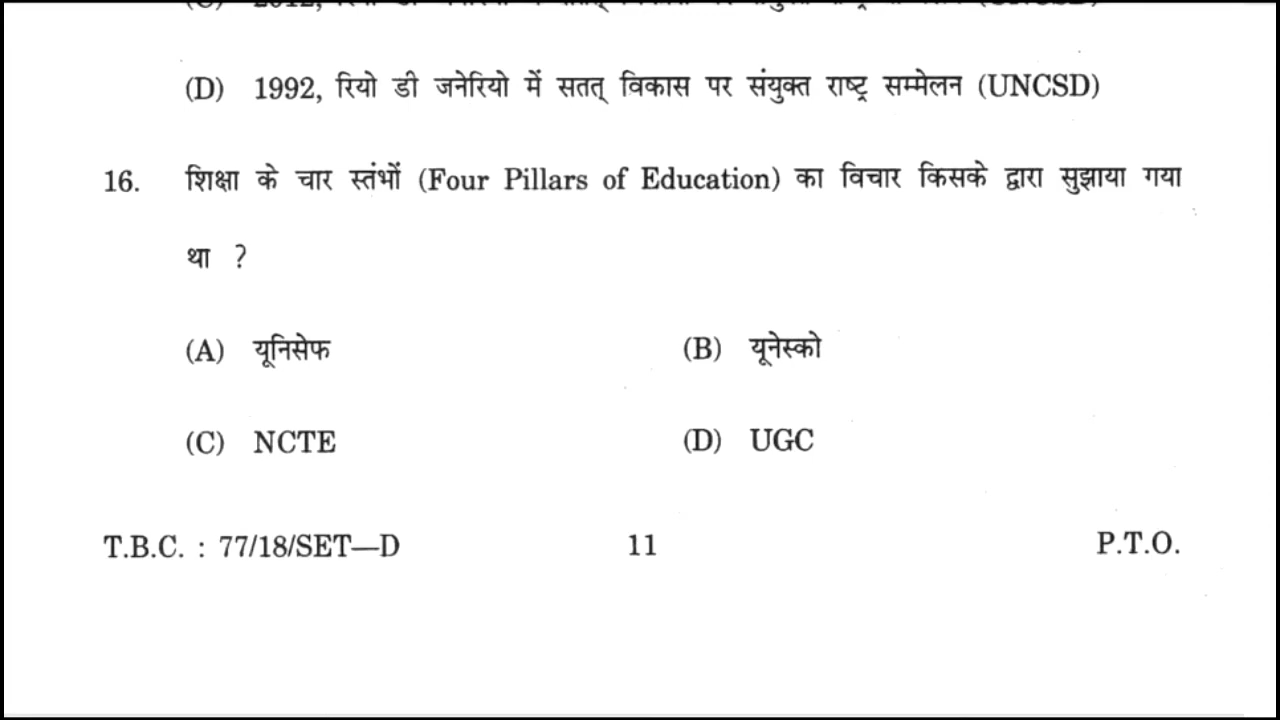 (D) 1992, रियो डी जनेरियो में सतत् विकास पर संयुक्त राष्ट्र सम्मेलन (UNCSD)
16. शिक्षा के चार स्तंभों (Four Pillars of Education) का विचार किसके द्वारा सुझाया गया
था ?
(A) यूनिसेफ (B) यूनेस्को
(C) NCTE (D) UGC
T.B.C. : 77/18/SET—D 11 P.T.O.